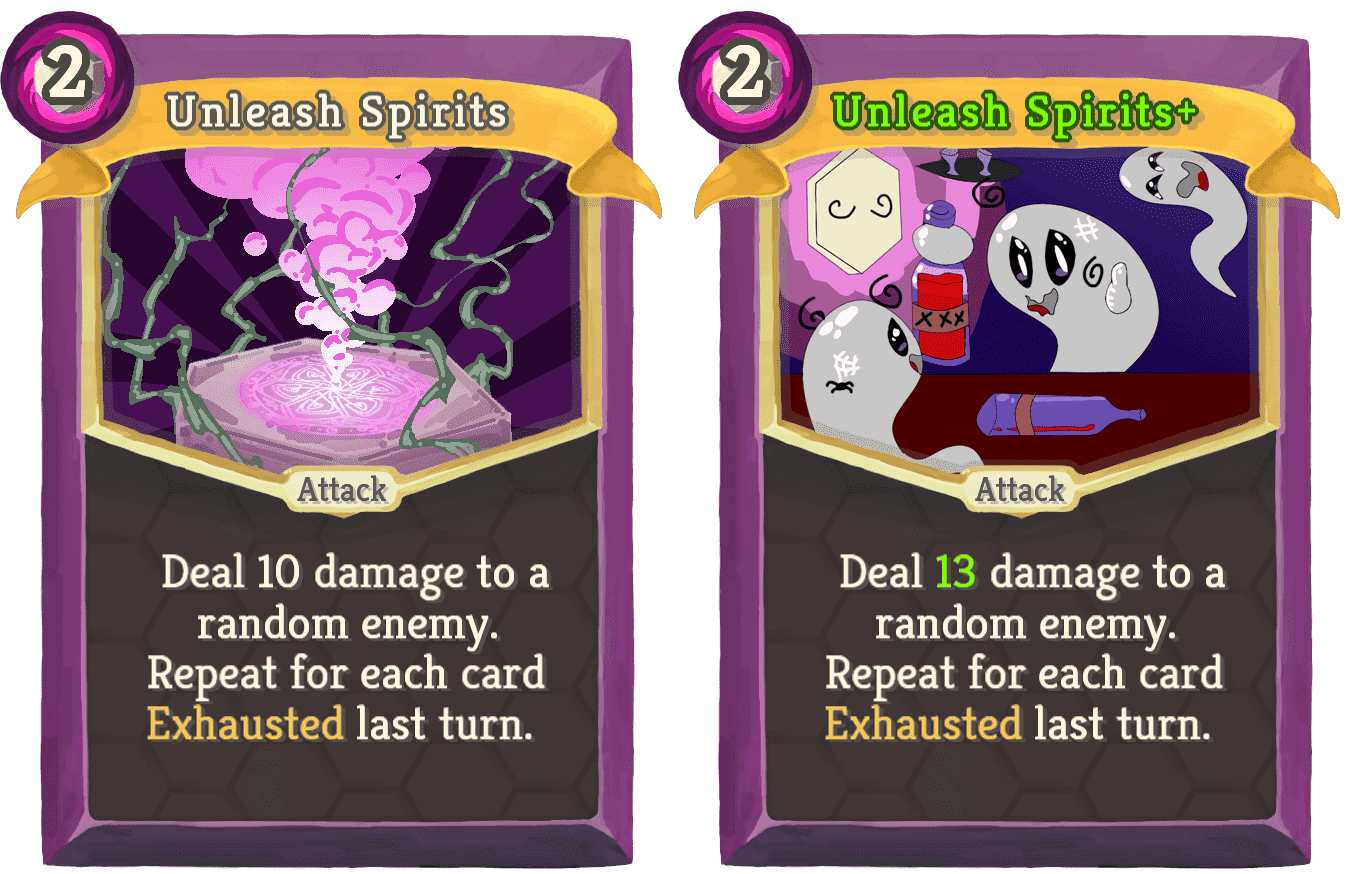 2
Unleash Spirits
Attack
Deal 10 damage to a
random enemy.
Repeat for each card
Exhausted last turn.
2
Unleash Spirits+
XXX
Attack
Deal 13 damage to a
random enemy.
Repeat for each card
Exhausted last turn.